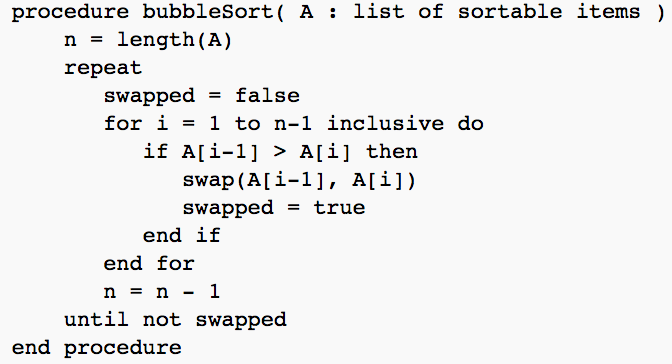 procedure bubbleSort( A : list of sortable items )
    n = length(A)
    repeat
       swapped = false
       for i = 1 to n-1 inclusive do
          if A[i-1] > A[i] then
             swap(A[i-1], A[i])
             swapped = true
          end if
       end for
       n = n - 1
    until not swapped
end procedure